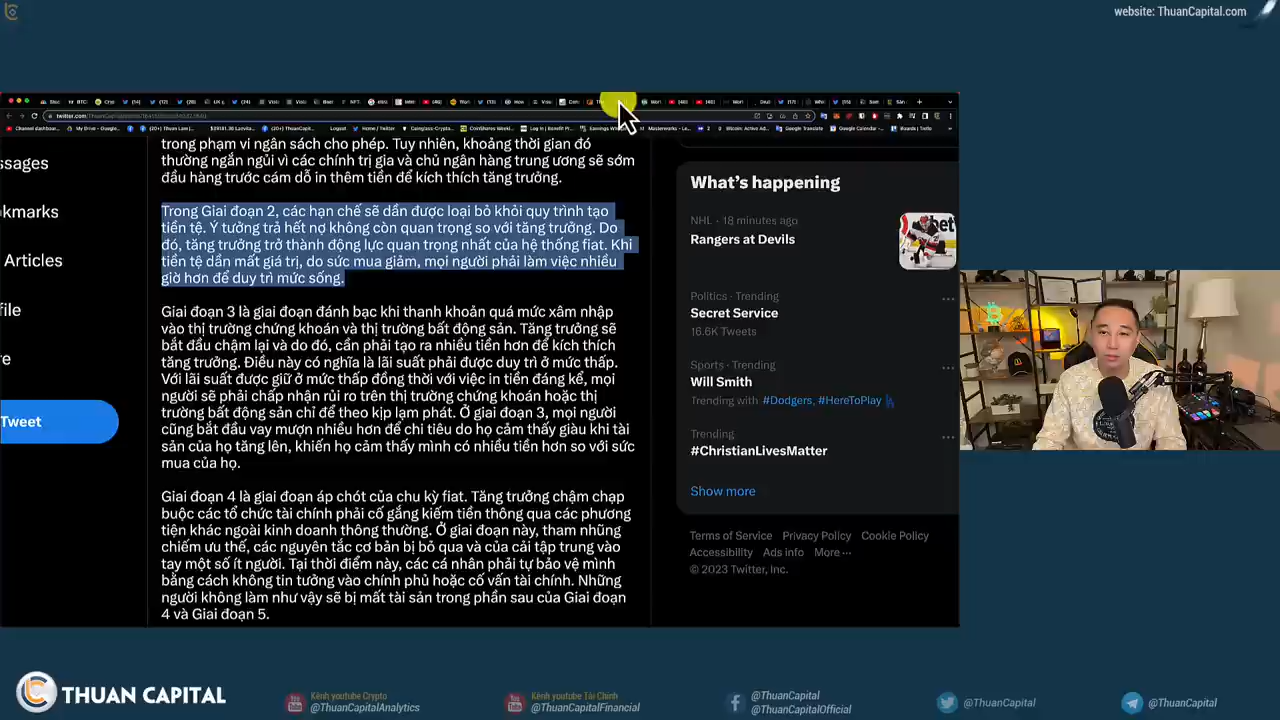 website: ThuanCapital.com
trong phạm vi ngân sách cho phép. Tuy nhiên, khoảng thời gian đó
thường ngắn ngủi vì các chính trị gia và chủ ngân hàng trung ương sẽ sớm
đầu hàng trước cám dỗ in thêm tiền để kích thích tăng trưởng.
Trong Giai đoạn 2, các hạn chế sẽ dần được loại bỏ khỏi quy trình tạo
tiền tệ. Ý tưởng trả hết nợ không còn quan trọng so với tăng trưởng. Do
đó, tăng trưởng trở thành động lực quan trọng nhất của hệ thống fiat. Khi
tiền tệ dần mất giá trị, do sức mua giảm, mọi người phải làm việc nhiều
giờ hơn để duy trì mức sống.
Giai đoạn 3 là giai đoạn đánh bạc khi thanh khoản quá mức xâm nhập
vào thị trường chứng khoán và thị trường bất động sản. Tăng trưởng sẽ
bắt đầu chậm lại và do đó, cần phải tạo ra nhiều tiền hơn để kích thích
tăng trưởng. Điều này có nghĩa là lãi suất phải được duy trì ở mức thấp.
Với lãi suất được giữ ở mức thấp đồng thời với việc in tiền đáng kể, mọi
người sẽ phải chấp nhận rủi ro trên thị trường chứng khoán hoặc thị
trường bất động sản chỉ để theo kịp lạm phát. Ở giai đoạn 3, mọi người
cũng bắt đầu vay mượn nhiều hơn để chi tiêu do họ cảm thấy giàu khi tài
sản của họ tăng lên, khiến họ cảm thấy mình có nhiều tiền hơn so với sức
mua của họ.
Giai đoạn 4 là giai đoạn áp chót của chu kỳ fiat. Tăng trưởng chậm chạp
buộc các tổ chức tài chính phải cố gắng kiếm tiền thông qua các phương
tiện khác ngoài kinh doanh thông thường. Ở giai đoạn này, tham nhũng
chiếm ưu thế, các nguyên tắc cơ bản bị bỏ qua và của cải tập trung vào
tay một số ít người. Tại thời điểm này, các cá nhân phải tự bảo vệ mình
bằng cách không tin tưởng vào chính phủ hoặc cố vấn tài chính. Những
người không làm như vậy sẽ bị mất tài sản trong phần sau của Giai đoạn
4 và Giai đoạn 5.
ssages
kmarks
Articles
file
re
Tweet
What's happening
NHL · 18 minutes ago
Rangers at Devils
bet
Politics · Trending
Secret Service
16.6K Tweets
Sports · Trending
Will Smith
Trending with #Dodgers, #HereToPlay
Trending
#ChristianLivesMatter
Show more
Terms of Service Privacy Policy Cookie Policy
Accessibility Ads info More
© 2023 Twitter, Inc.
THUAN CAPITAL
Kênh youtube Crypto
@ThuanCapitalAnalytics
Kênh youtube Tài Chính
@ThuanCapitalFinancial
@ThuanCapital
@ThuanCapitalOfficial
@ThuanCapital
@ThuanCapital